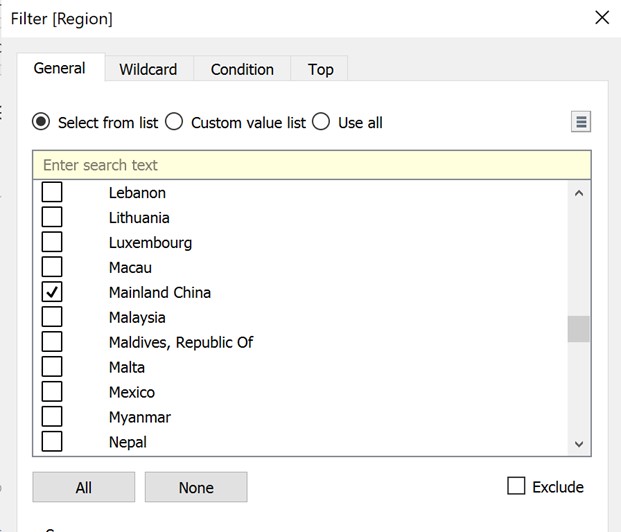 Filter [Region]
General Wildcard Condition Top
Select from list Custom value list Use all
Enter search text
Lebanon
Lithuania
Luxembourg
Macau
Mainland China
Malaysia
Maldives, Republic Of
Malta
Mexico
Myanmar
Nepal
All None Exclude